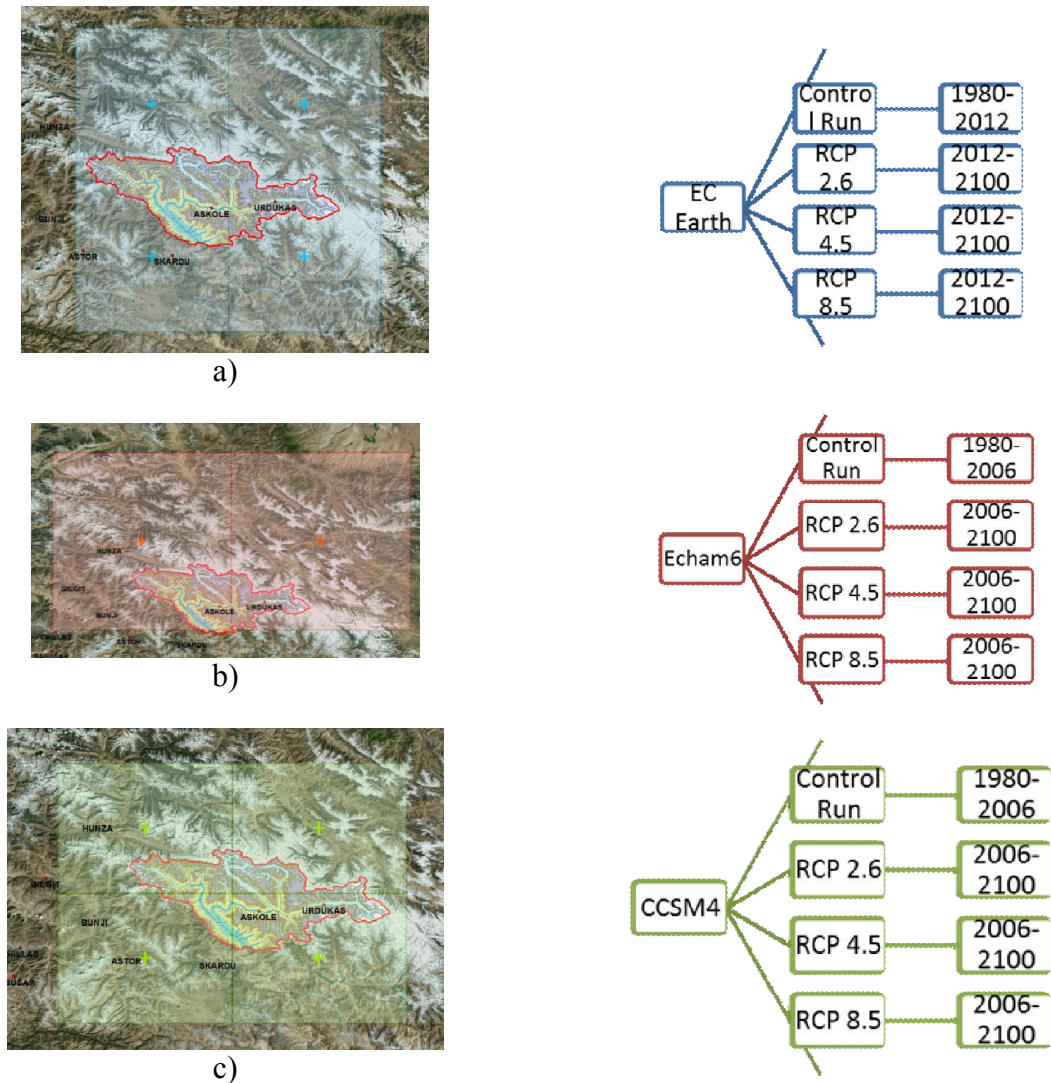 HUNZA
BUNJI
ASKOLE
URDUKAS
ASTOR
SKARDU
a)
EC
Earth
Contro
l Run
1980-
2012
RCP
2.6
2012-
2100
RCP
4.5
2012-
2100
RCP
8.5
2012-
2100
HUNZA
GILGIT
BUNJI
ASKOLE
URDUKAS
ASTOR
SKARDU
b)
Echam6
Control
Run
1980-
2006
RCP 2.6
2006-
2100
RCP 4.5
2006-
2100
RCP 8.5
2006-
2100
HUNZA
GILGIT
BUNJI
ASKOLE
URDUKAS
HILLAS
ASTOR
SKARDU
BUSAR
c)
CCSM4
Control
Run
1980-
2006
RCP 2.6
2006-
2100
RCP 4.5
2006-
2100
RCP 8.5
2006-
2100